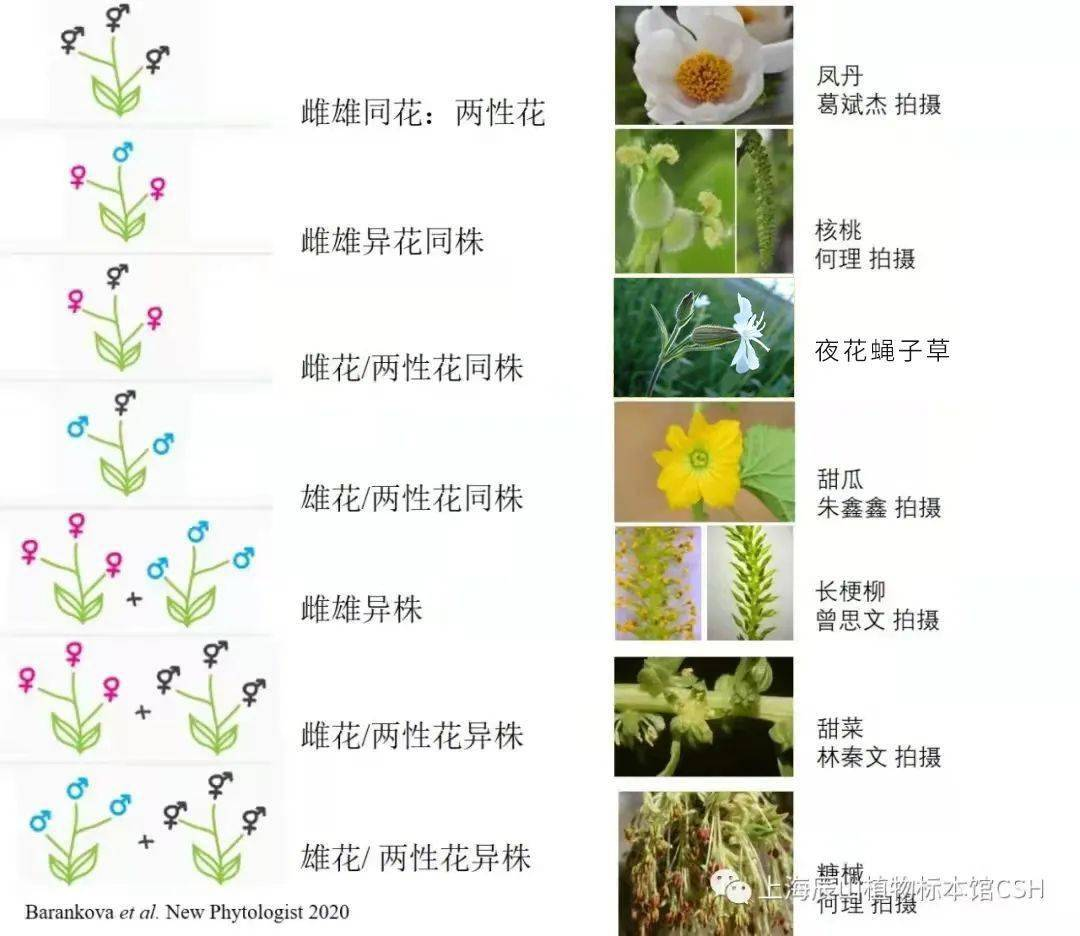 雌雄同花：两性花
凤丹
葛斌杰 拍摄
雌雄异花同株
核桃
何理 拍摄
雌花/两性花同株
夜花蝇子草
雄花/两性花同株
甜瓜
朱鑫鑫 拍摄
雌雄异株
长梗柳
曾思文 拍摄
雌花/两性花异株
甜菜
林秦文 拍摄
雄花/ 两性花异株
糖槭
上海辰山植物标本馆CSH
何理 拍摄
Barankova et al. New Phytologist 2020